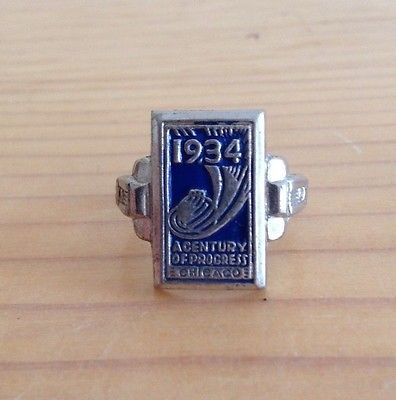 1934
A CENTURY
OF PROGRESS
CHICAGO